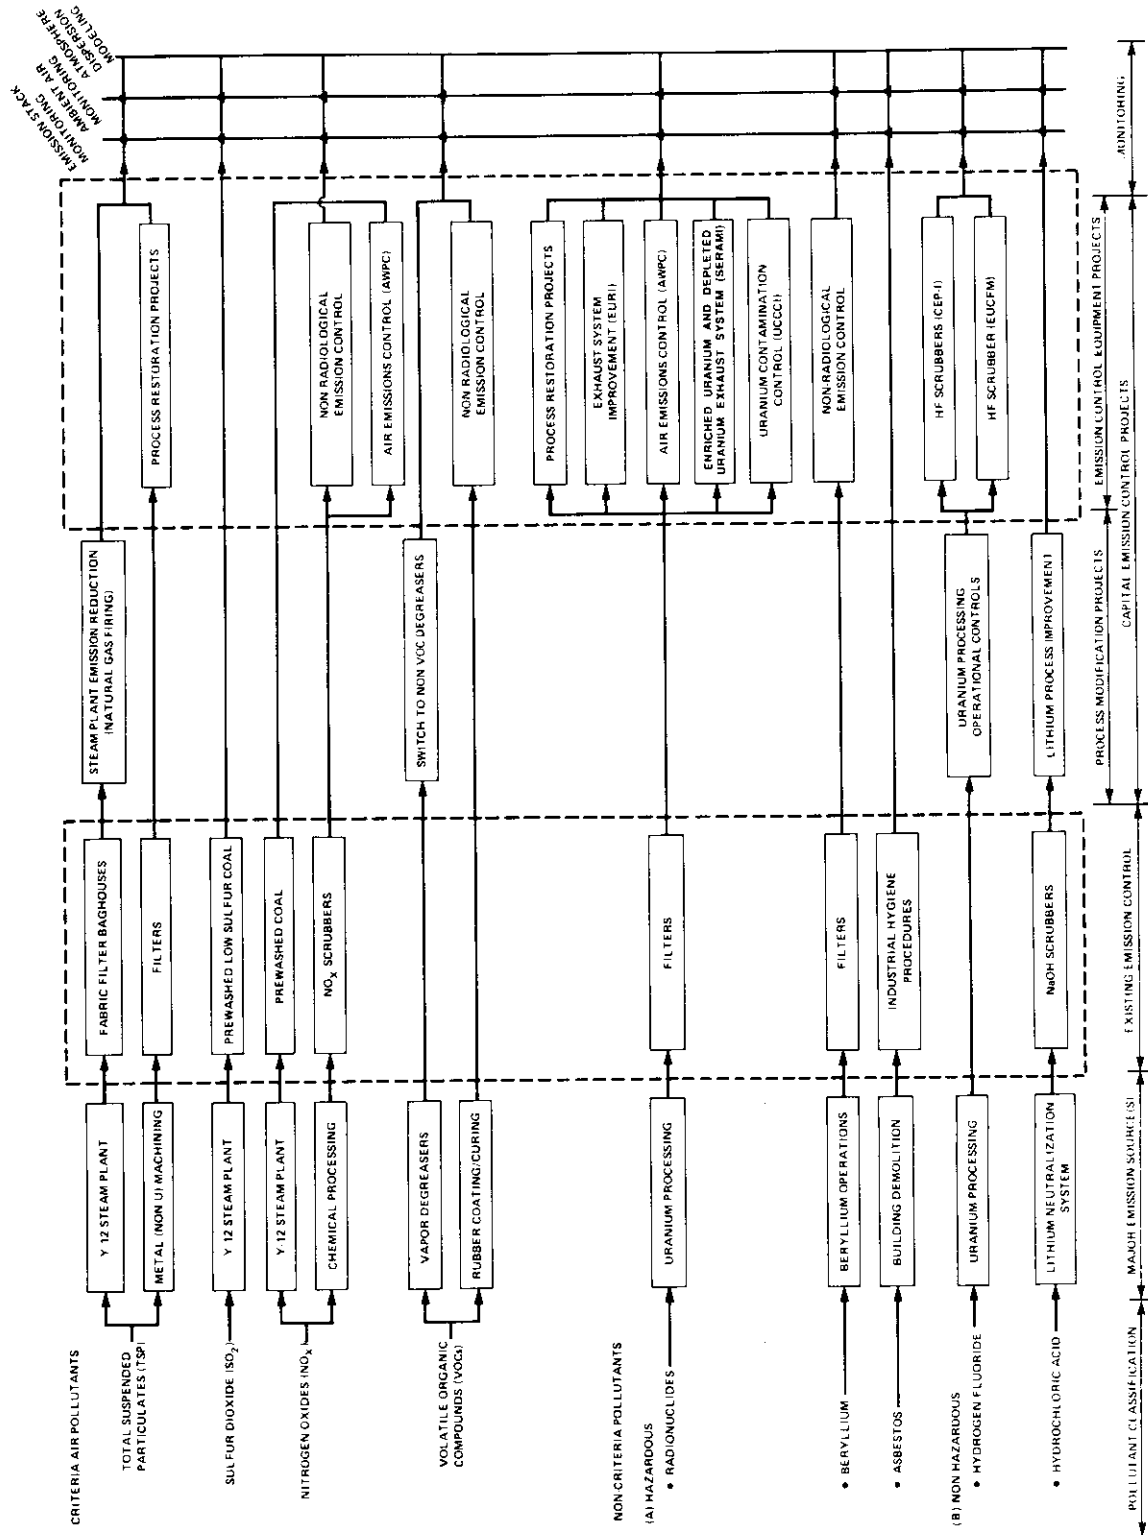 CRITERIA AIR POLLUTANTS
TOTAL SUSPENDED
PARTICULATES (TSP)
Y 12 STEAM PLANT
FABRIC FILTER BAGHOUSES
STEAM PLANT EMISSION REDUCTION
(NATURAL GAS FIRING)
METAL (NON U) MACHINING
FILTERS
PROCESS RESTORATION PROJECTS
SULFUR DIOXIDE (SO2)
Y 12 STEAM PLANT
PREWASHED LOW SULFUR COAL
NITROGEN OXIDES (NOX)
Y-12 STEAM PLANT
PREWASHED COAL
CHEMICAL PROCESSING
NOX SCRUBBERS
NON RADIOLOGICAL
EMISSION CONTROL
AIR EMISSIONS CONTROL (AWPC)
VOLATILE ORGANIC
COMPOUNDS (VOCs)
VAPOR DEGREASERS
SWITCH TO NON VOC DEGREASERS
RUBBER COATING/CURING
NON RADIOLOGICAL
EMISSION CONTROL
NON-CRITERIA POLLUTANTS
(A) HAZARDOUS
• RADIONUCLIDES
URANIUM PROCESSING
FILTERS
PROCESS RESTORATION PROJECTS
EXHAUST SYSTEM
IMPROVEMENT (EURI)
AIR EMISSIONS CONTROL (AWPC)
ENRICHED URANIUM AND DEPLETED
URANIUM EXHAUST SYSTEM (SERAMI)
URANIUM CONTAMINATION
CONTROL (UCCCI)
• BERYLLIUM
BERYLLIUM OPERATIONS
FILTERS
NON-RADIOLOGICAL
EMISSION CONTROL
• ASBESTOS
BUILDING DEMOLITION
INDUSTRIAL HYGIENE
PROCEDURES
(B) NON HAZARDOUS
• HYDROGEN FLUORIDE
URANIUM PROCESSING
URANIUM PROCESSING
OPERATIONAL CONTROLS
HF SCRUBBERS (CEP-I)
HF SCRUBBER (EUCFM)
• HYDROCHLORIC ACID
LITHIUM NEUTRALIZATION
SYSTEM
NaOH SCRUBBERS
LITHIUM PROCESS IMPROVEMENT
EMISSION STACK
MONITORING
AMBIENT AIR
MONITORING
ATMOSPHERE
DISPERSION
MODELING
POLLUTANT CLASSIFICATION
MAJOR EMISSION SOURCE(S)
EXISTING EMISSION CONTROL
PROCESS MODIFICATION PROJECTS
EMISSION CONTROL EQUIPMENT PROJECTS
CAPITAL EMISSION CONTROL PROJECTS
MONITORING